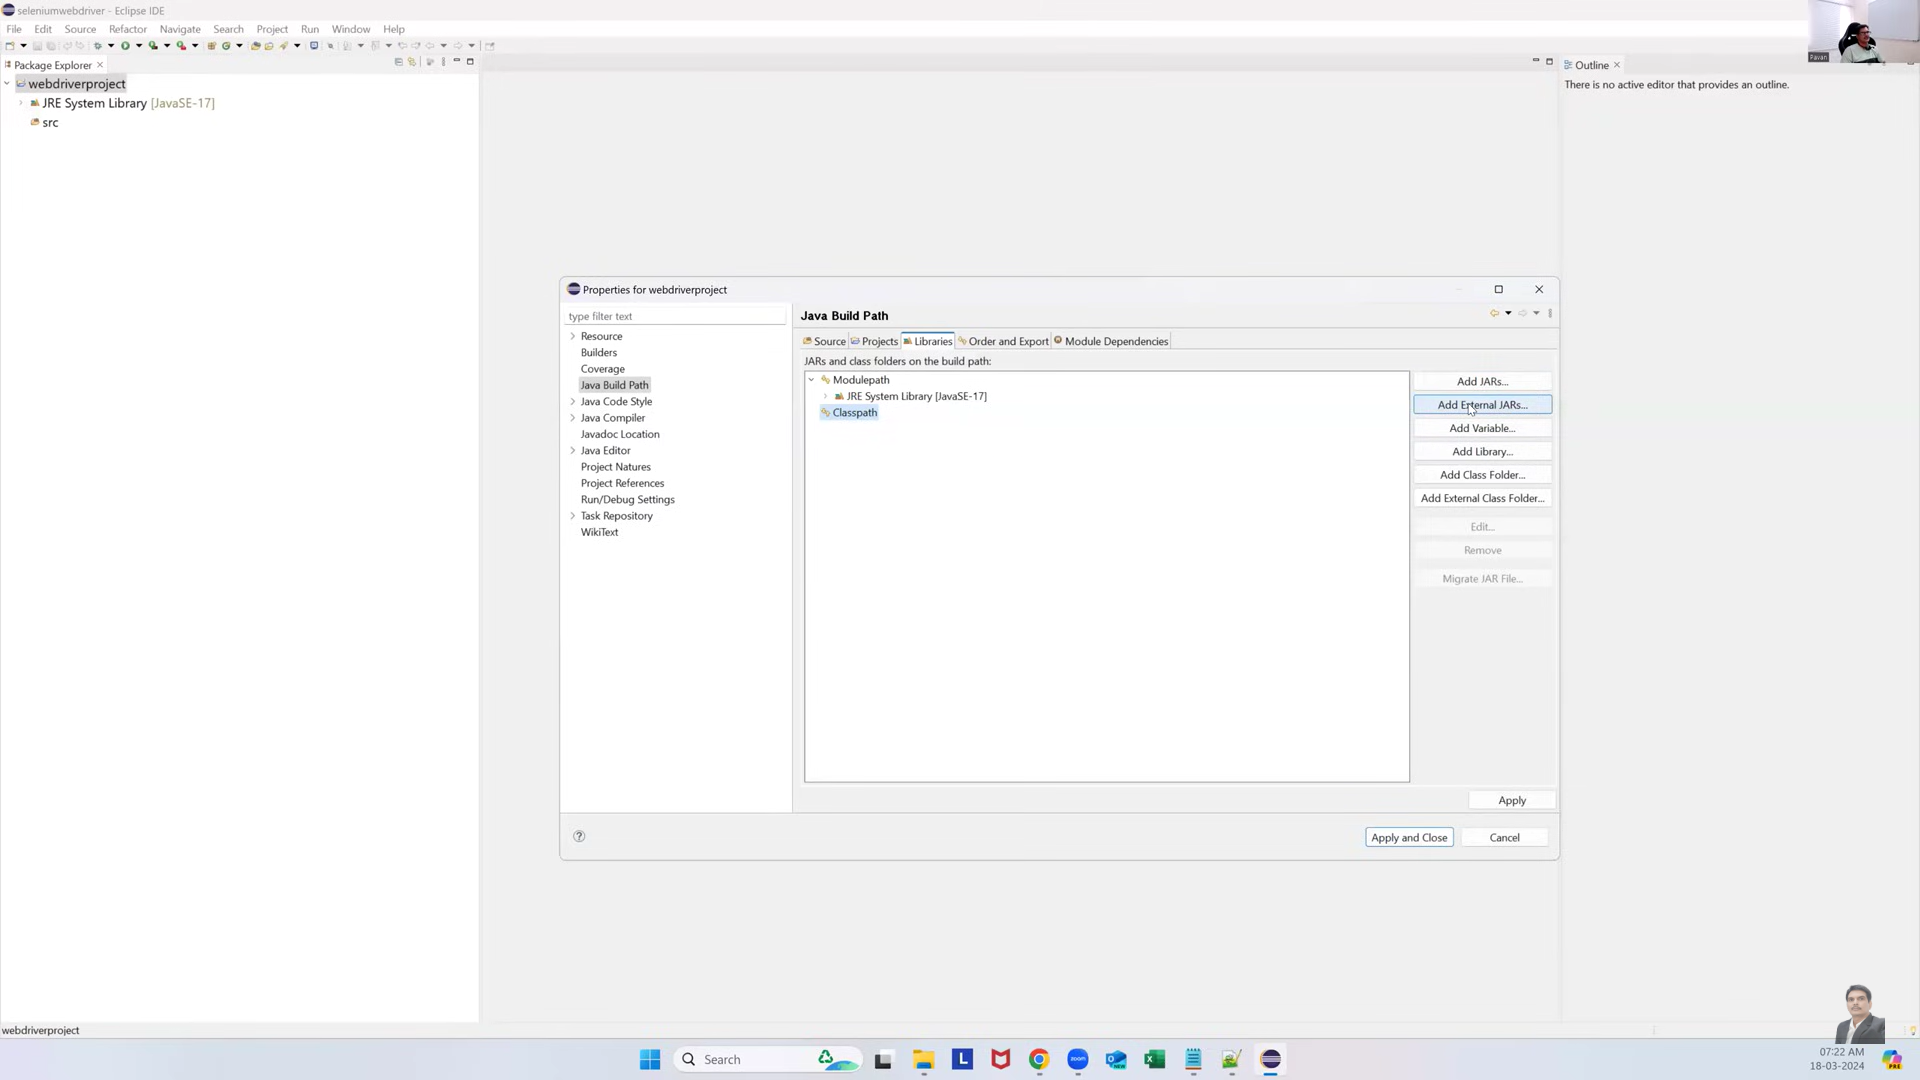 seleniumwebdriver - Eclipse IDE
File Edit Source Refactor Navigate Search Project Run Window Help
Package Explorer
webdriverproject
JRE System Library [JavaSE-17]
src
Outline
There is no active editor that provides an outline.
Pavan
Properties for webdriverproject
type filter text
Resource
Builders
Coverage
Java Build Path
Java Code Style
Java Compiler
Javadoc Location
Java Editor
Project Natures
Project References
Run/Debug Settings
Task Repository
WikiText
Java Build Path
Source Projects Libraries Order and Export Module Dependencies
JARs and class folders on the build path:
Modulepath
JRE System Library [JavaSE-17]
Classpath
Add JARs...
Add External JARs...
Add Variable...
Add Library...
Add Class Folder...
Add External Class Folder...
Edit...
Remove
Migrate JAR File...
Apply
Apply and Close Cancel
webdriverproject
Search
L
zoom
NEW
07:22 AM
18-03-2024
PRE